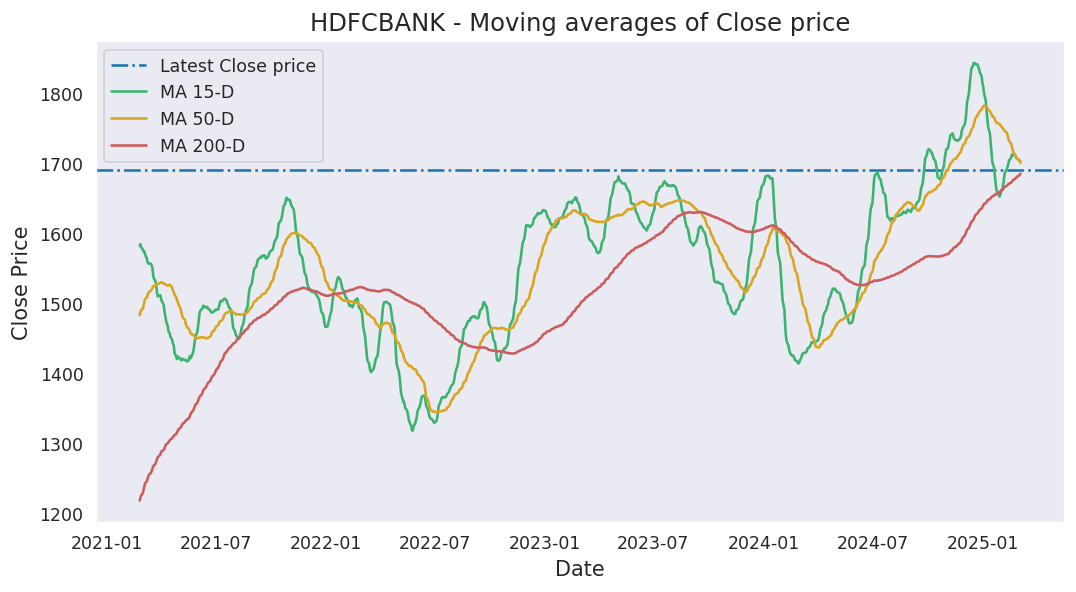 HDFCBANK - Moving averages of Close price
Latest Close price
MA 15-D
MA 50-D
MA 200-D
Close Price
1800
1700
1600
1500
1400
1300
1200
2021-01 2021-07 2022-01 2022-07 2023-01 2023-07 2024-01 2024-07 2025-01
Date